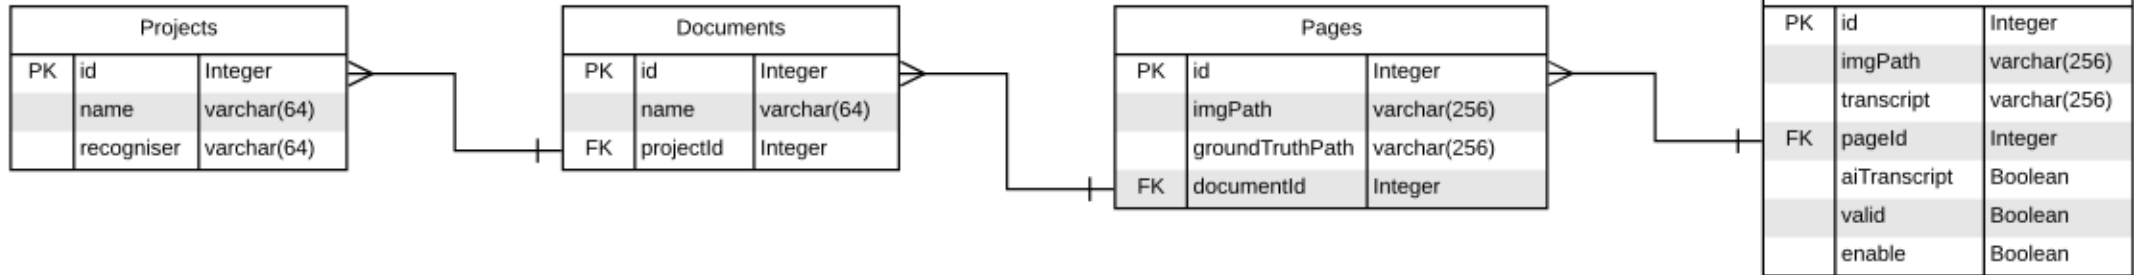 Projects
PK id Integer
name varchar(64)
recogniser varchar(64)
Documents
PK id Integer
name varchar(64)
FK projectId Integer
Pages
PK id Integer
imgPath varchar(256)
groundTruthPath varchar(256)
FK documentId Integer
PK id Integer
imgPath varchar(256)
transcript varchar(256)
FK pageId Integer
aiTranscript Boolean
valid Boolean
enable Boolean